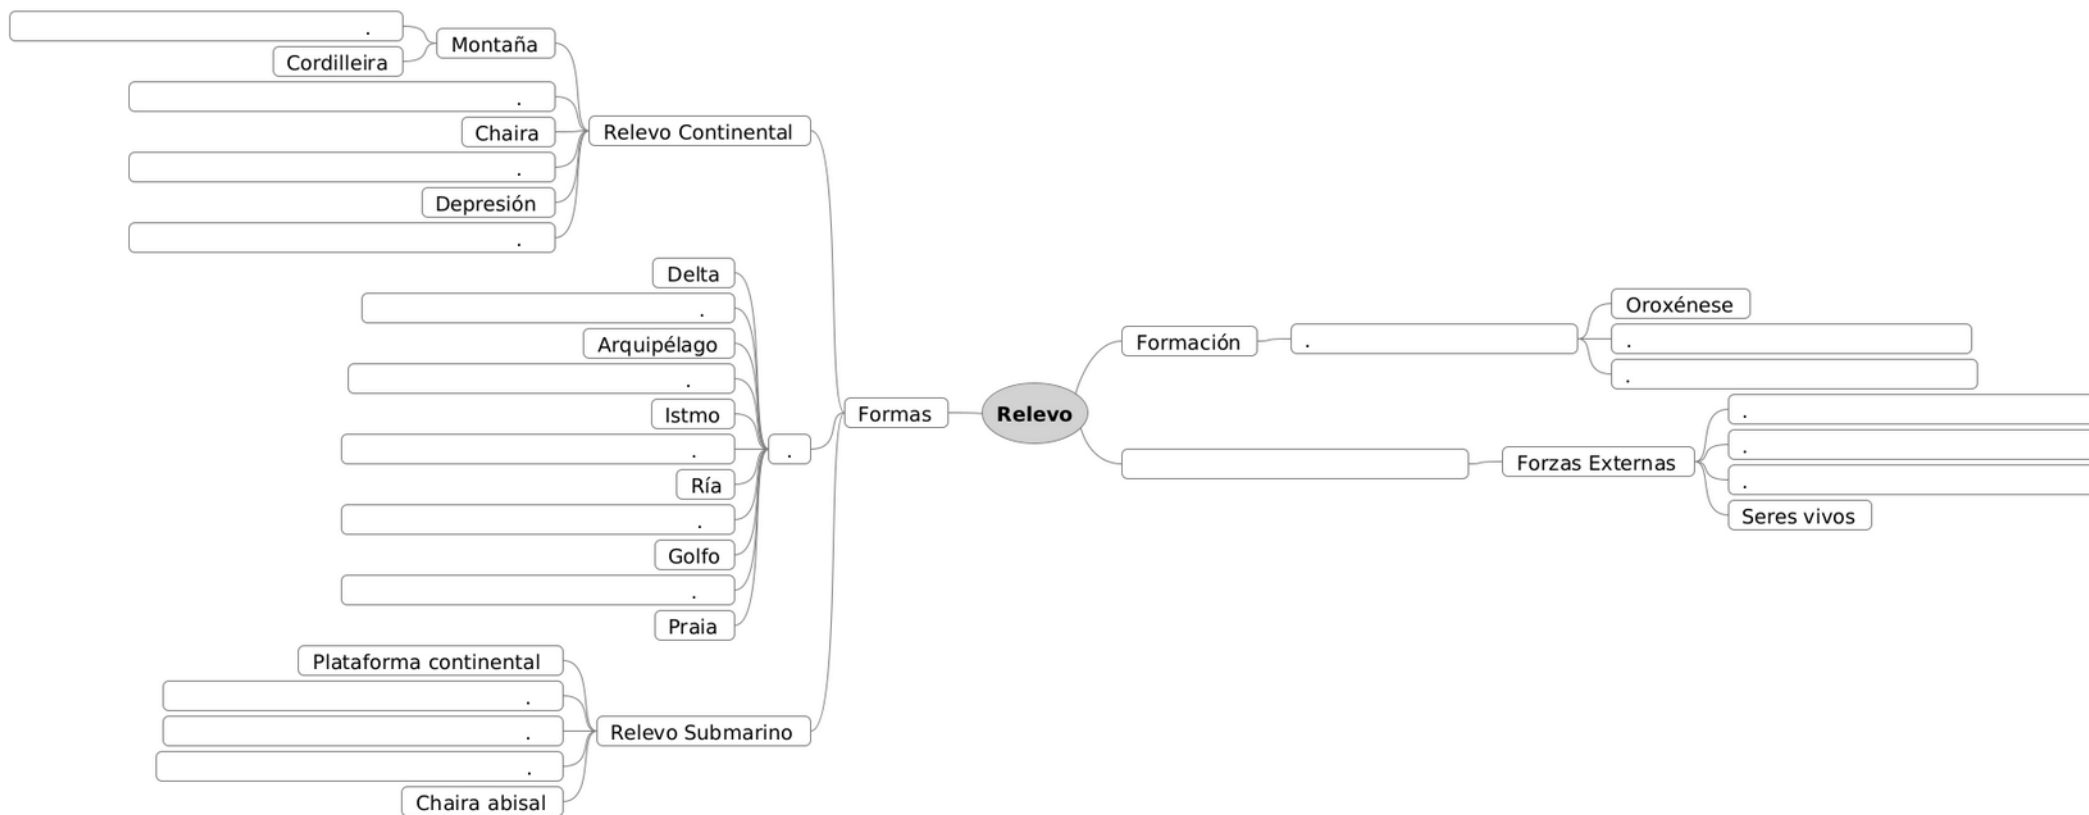 .
Montaña
Cordilleira
.
Chaira
Relevo Continental
.
Depresión
.
Delta
.
Arquipélago
.
Istmo
.
.
Ría
.
Golfo
.
Praia
Plataforma continental
.
.
Relevo Submarino
.
Chaira abisal
Formas
Relevo
Formación
.
Oroxénese
.
.
Forzas Externas
.
.
.
Seres vivos